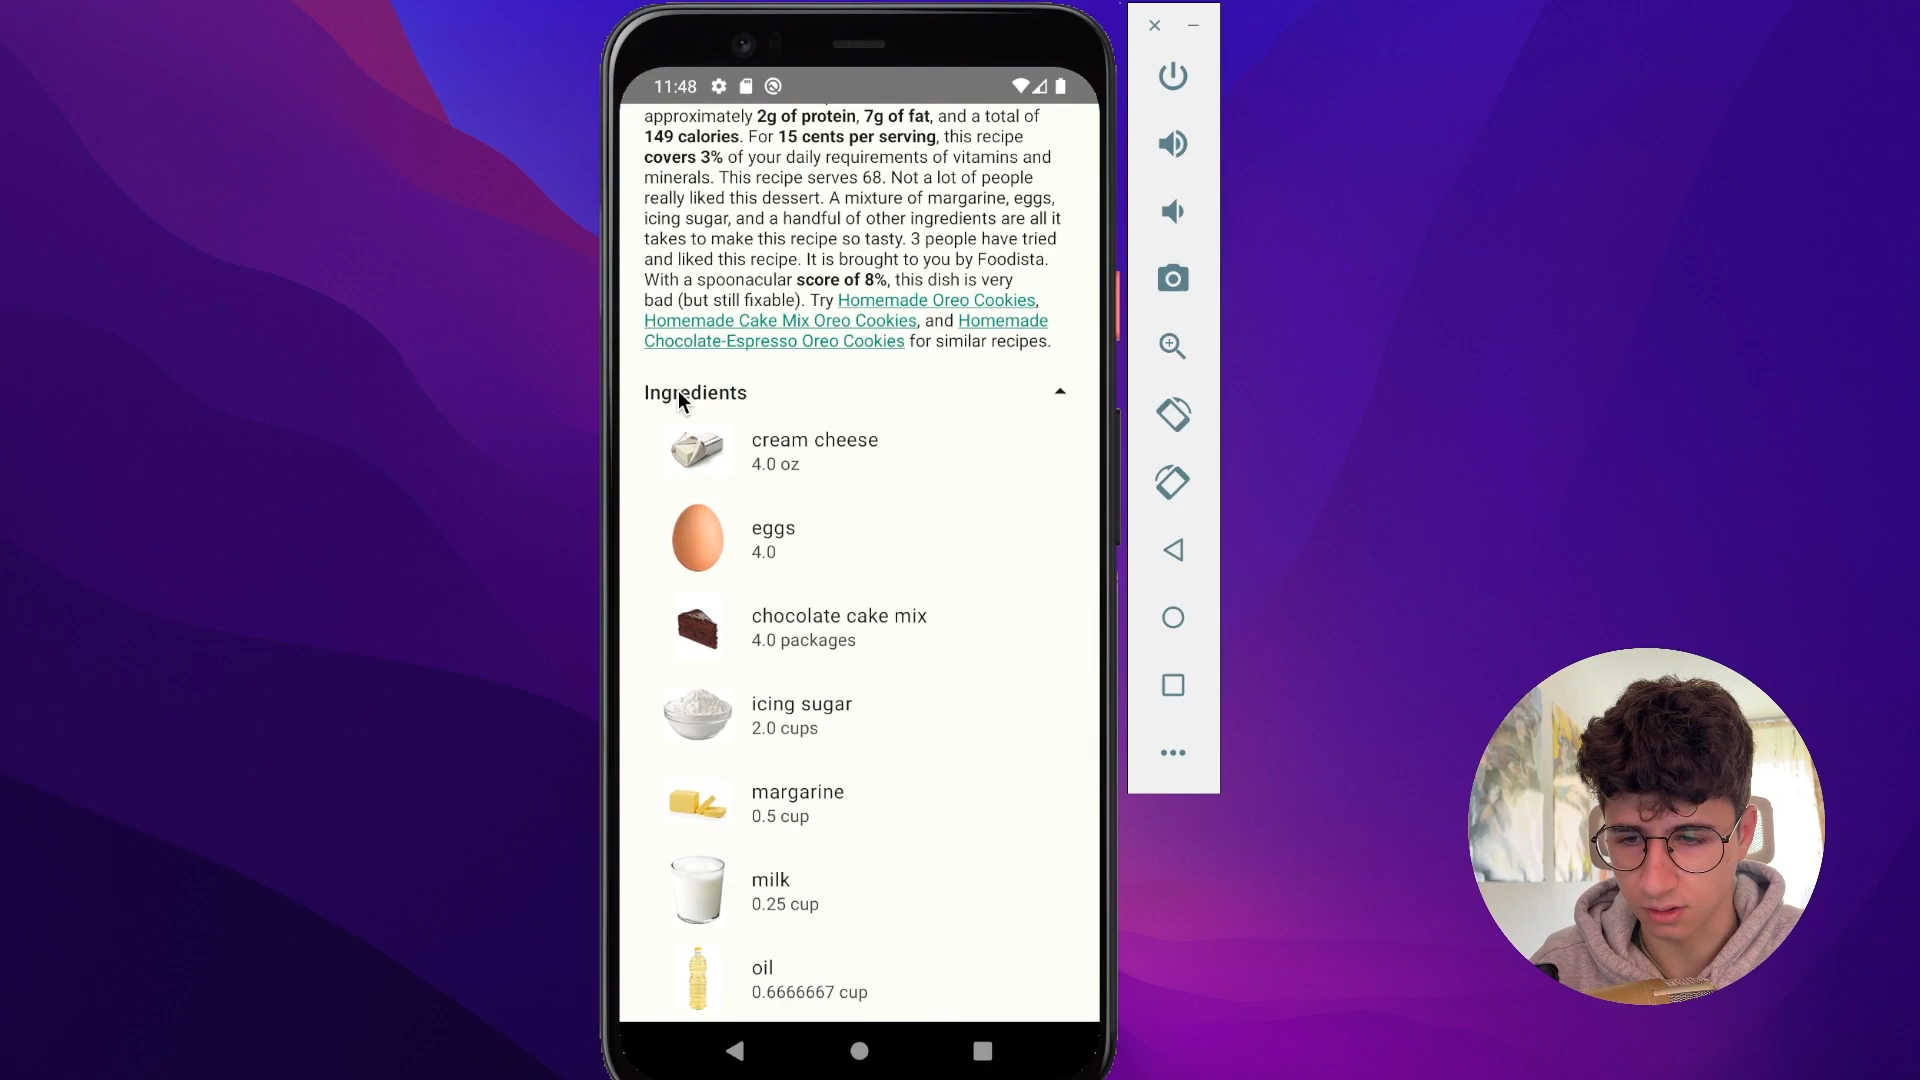 11:48
approximately 2g of protein, 7g of fat, and a total of
149 calories. For 15 cents per serving, this recipe
covers 3% of your daily requirements of vitamins and
minerals. This recipe serves 68. Not a lot of people
really liked this dessert. A mixture of margarine, eggs,
icing sugar, and a handful of other ingredients are all it
takes to make this recipe so tasty. 3 people have tried
and liked this recipe. It is brought to you by Foodista.
With a spoonacular score of 8%, this dish is very
bad (but still fixable). Try Homemade Oreo Cookies,
Homemade Cake Mix Oreo Cookies, and Homemade
Chocolate-Espresso Oreo Cookies for similar recipes.
Ingredients
cream cheese
4.0 oz
eggs
4.0
chocolate cake mix
4.0 packages
icing sugar
2.0 cups
margarine
0.5 cup
milk
0.25 cup
oil
0.6666667 cup